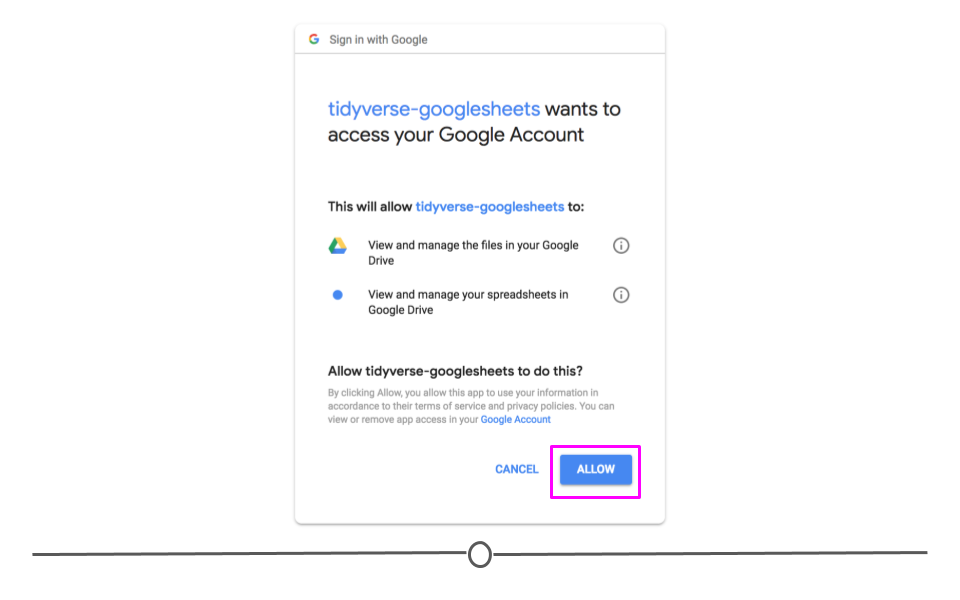 Sign in with Google
tidyverse-googlesheets wants to
access your Google Account
This will allow tidyverse-googlesheets to:
View and manage the files in your Google
Drive
View and manage your spreadsheets in
Google Drive
Allow tidyverse-googlesheets to do this?
By clicking Allow, you allow this app to use your information in
accordance to their terms of service and privacy policies. You can
view or remove app access in your Google Account
CANCEL ALLOW